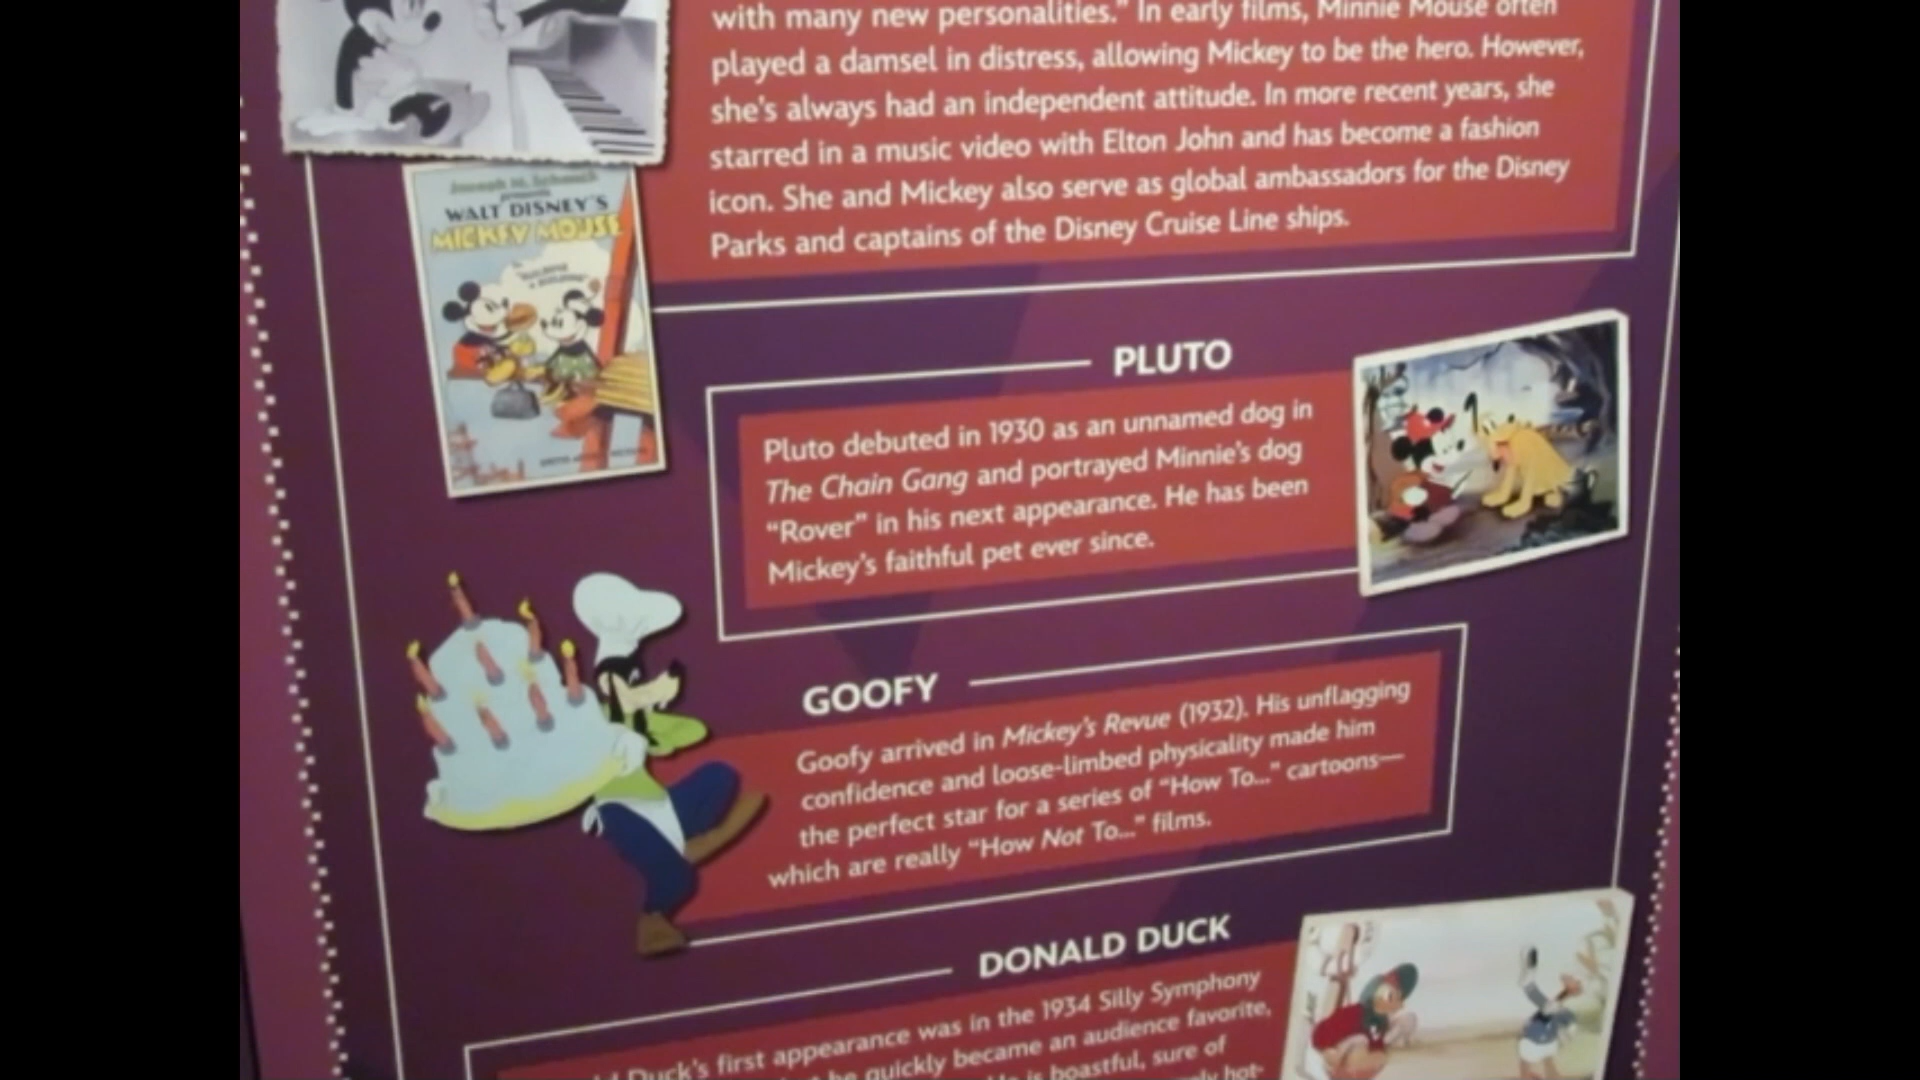 with many new personalities." In early films, Minnie Mouse often
played a damsel in distress, allowing Mickey to be the hero. However,
she's always had an independent attitude. In more recent years, she
starred in a music video with Elton John and has become a fashion
icon. She and Mickey also serve as global ambassadors for the Disney
Parks and captains of the Disney Cruise Line ships.
WALT DISNEY'S
MICKEY MOUSE
PLUTO
Pluto debuted in 1930 as an unnamed dog in
The Chain Gang and portrayed Minnie's dog
"Rover" in his next appearance. He has been
Mickey's faithful pet ever since.
GOOFY
Goofy arrived in Mickey's Revue (1932). His unflagging
confidence and loose-limbed physicality made him
the perfect star for a series of "How To..." cartoons—
which are really "How Not To..." films.
DONALD DUCK
Duck's first appearance was in the 1934 Silly Symphony
he quickly became an audience favorite,
is boastful, sure of
hot-